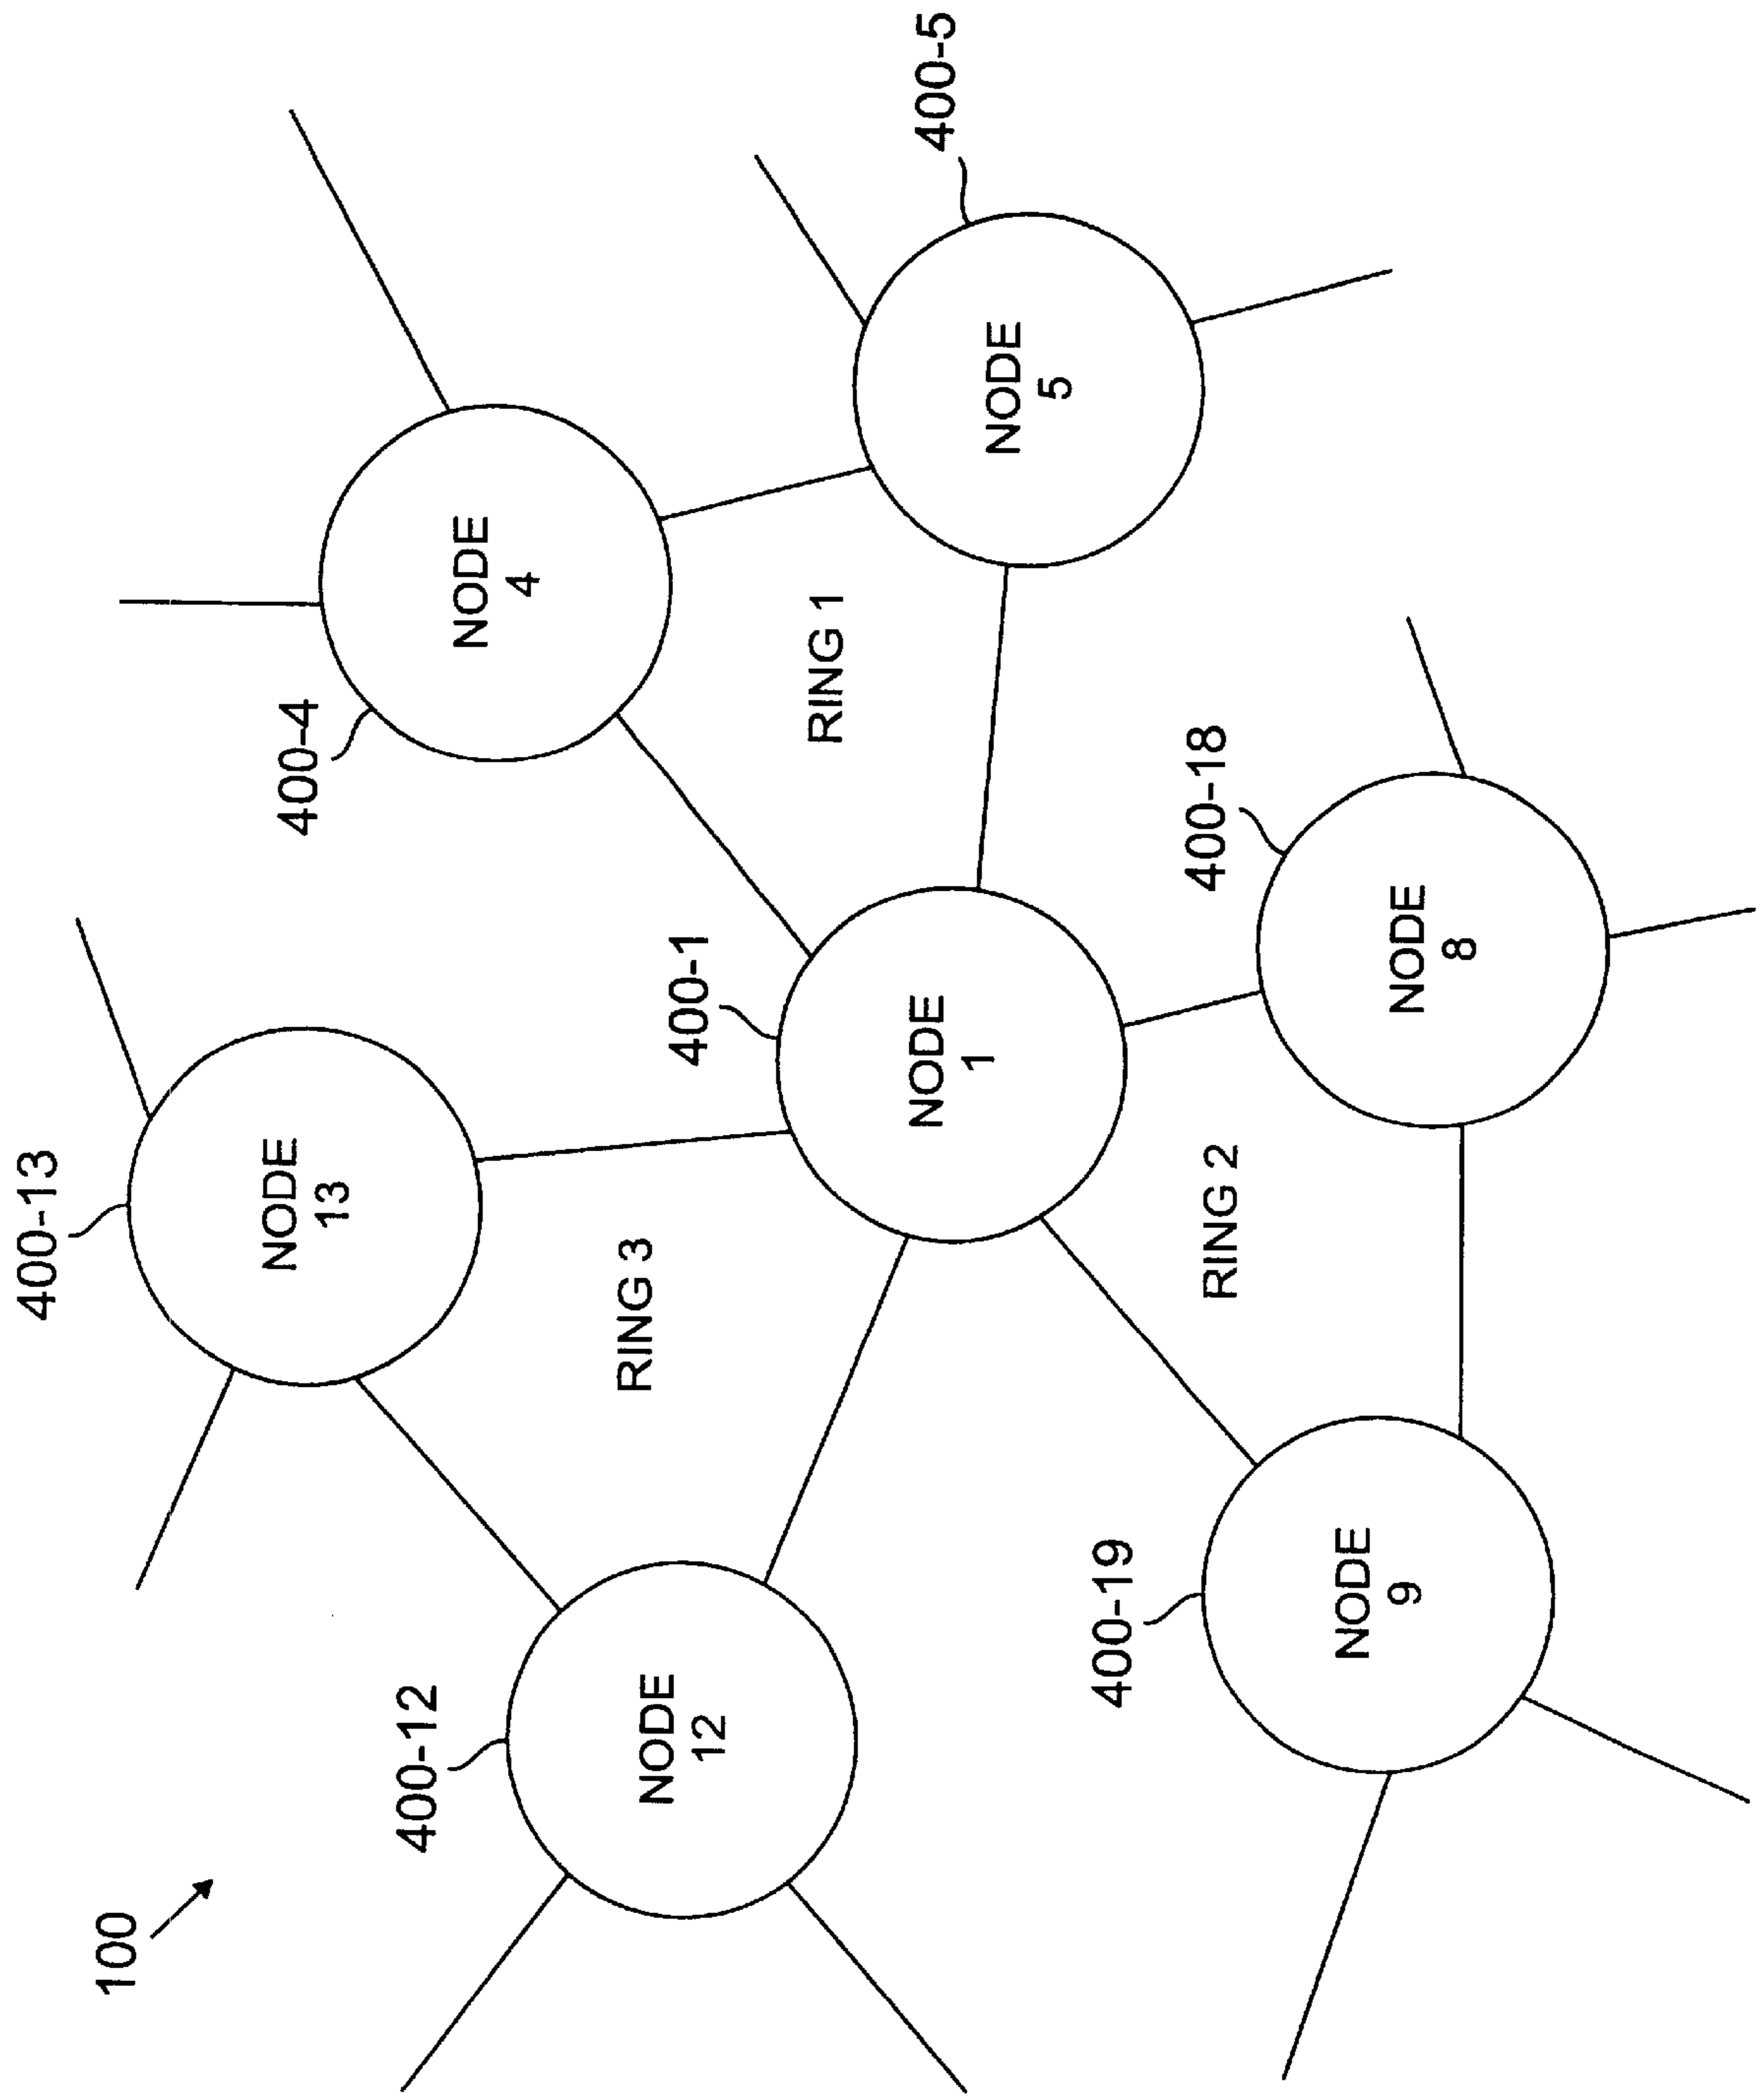 100
400-12
NODE
12
400-13
NODE
13
RING 3
400-19
NODE
9
400-1
NODE
1
RING 2
400-4
NODE
4
RING 1
400-18
NODE
8
400-5
NODE
5